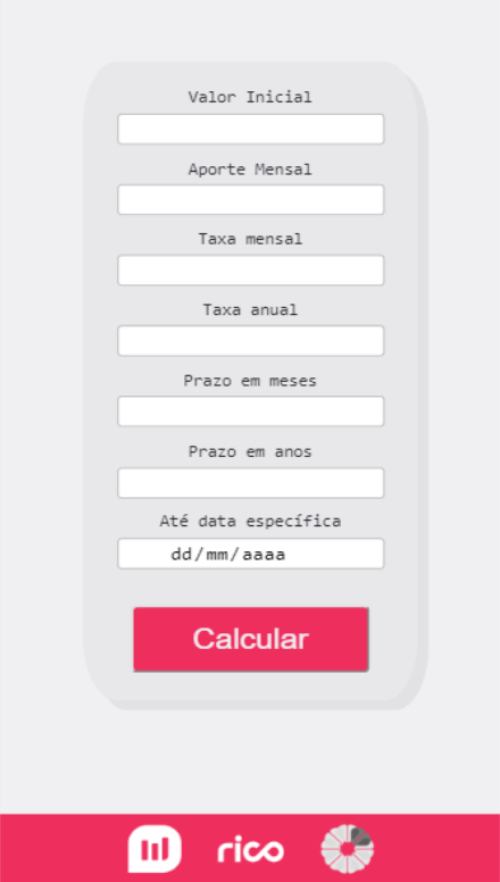 Valor Inicial
Aporte Mensal
Taxa mensal
Taxa anual
Prazo em meses
Prazo em anos
Até data específica
dd/mm/aaaa
Calcular
rico